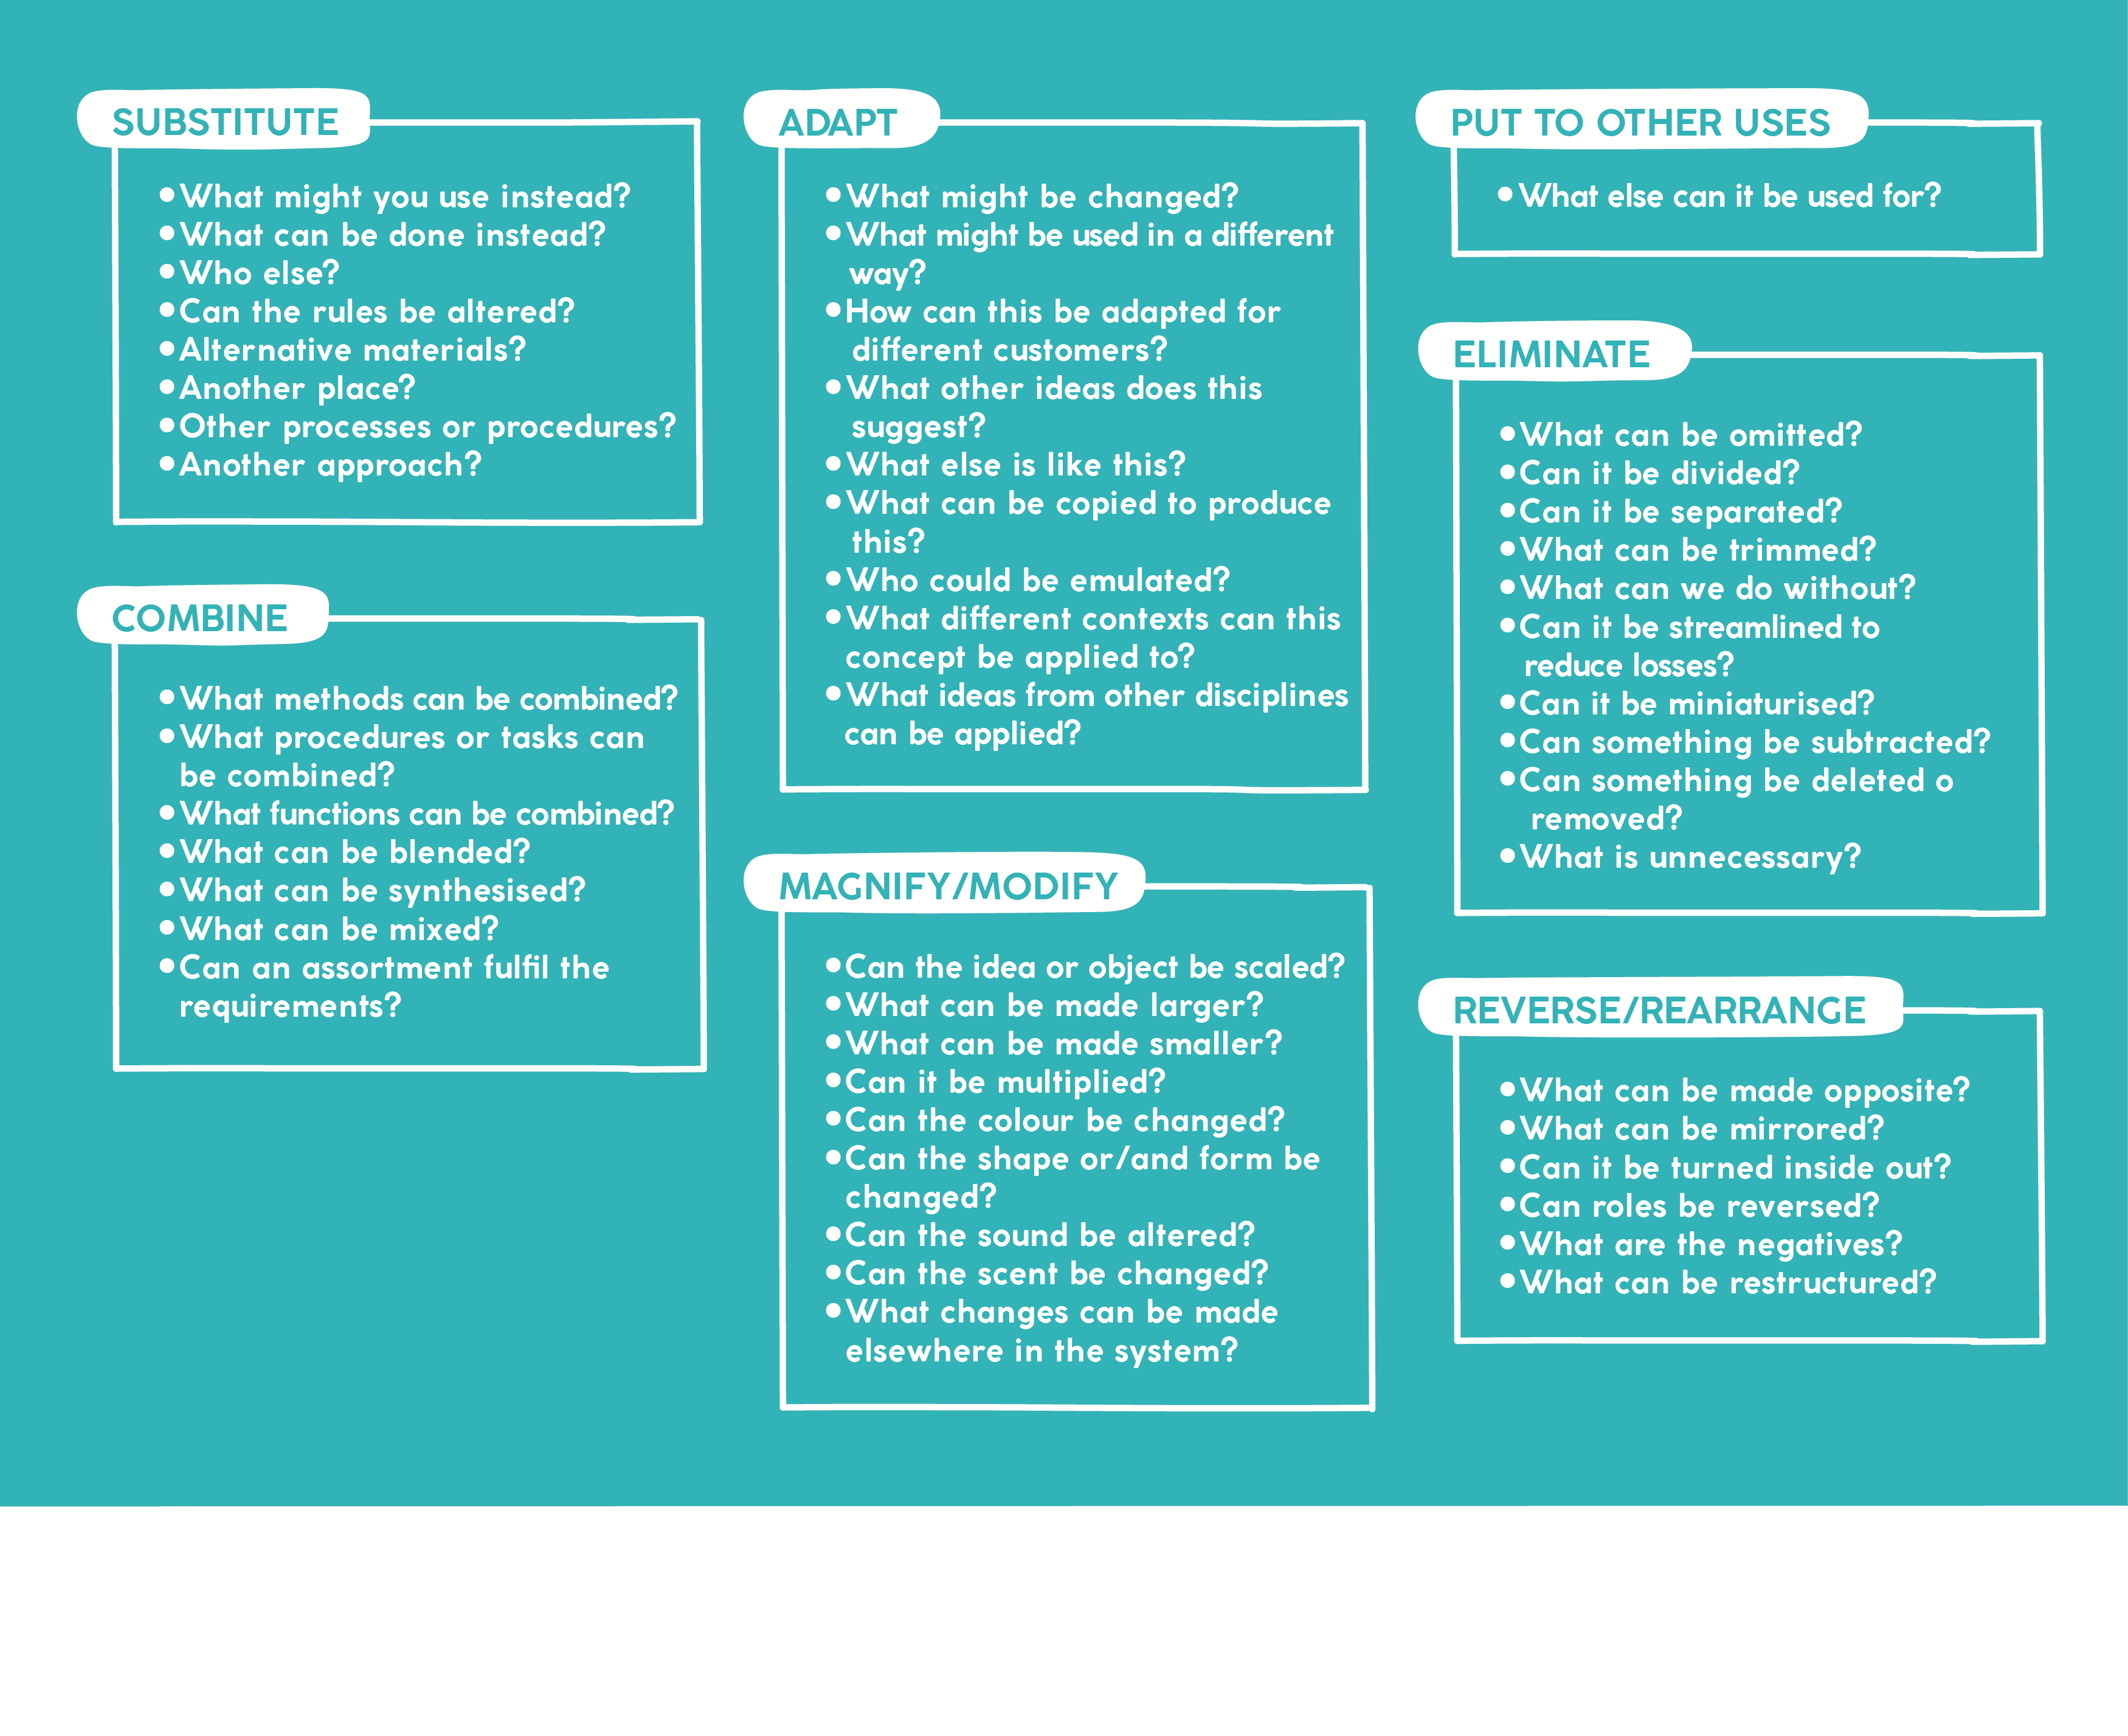 SUBSTITUTE
•What might you use instead?
•What can be done instead?
•Who else?
•Can the rules be altered?
•Alternative materials?
•Another place?
•Other processes or procedures?
•Another approach?
COMBINE
•What methods can be combined?
•What procedures or tasks can
be combined?
•What functions can be combined?
•What can be blended?
•What can be synthesised?
•What can be mixed?
•Can an assortment fulfil the
requirements?
ADAPT
•What might be changed?
•What might be used in a different
way?
•How can this be adapted for
different customers?
•What other ideas does this
suggest?
•What else is like this?
•What can be copied to produce
this?
•Who could be emulated?
•What different contexts can this
concept be applied to?
•What ideas from other disciplines
can be applied?
MAGNIFY/MODIFY
•Can the idea or object be scaled?
•What can be made larger?
•What can be made smaller?
•Can it be multiplied?
•Can the colour be changed?
•Can the shape or/and form be
changed?
•Can the sound be altered?
•Can the scent be changed?
•What changes can be made
elsewhere in the system?
PUT TO OTHER USES
•What else can it be used for?
ELIMINATE
•What can be omitted?
•Can it be divided?
•Can it be separated?
•What can be trimmed?
•What can we do without?
•Can it be streamlined to
reduce losses?
•Can it be miniaturised?
•Can something be subtracted?
•Can something be deleted o
removed?
•What is unnecessary?
REVERSE/REARRANGE
•What can be made opposite?
•What can be mirrored?
•Can it be turned inside out?
•Can roles be reversed?
•What are the negatives?
•What can be restructured?